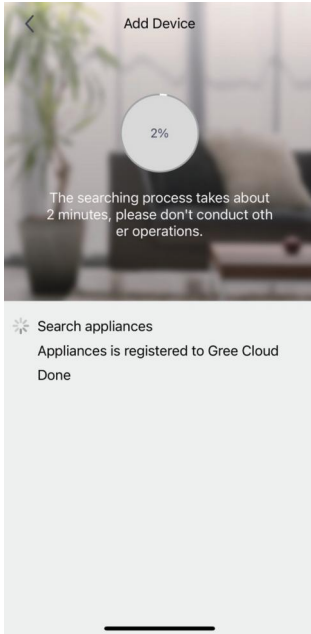 Add Device
2%
The searching process takes about
2 minutes, please don't conduct oth
er operations.
Search appliances
Appliances is registered to Gree Cloud
Done